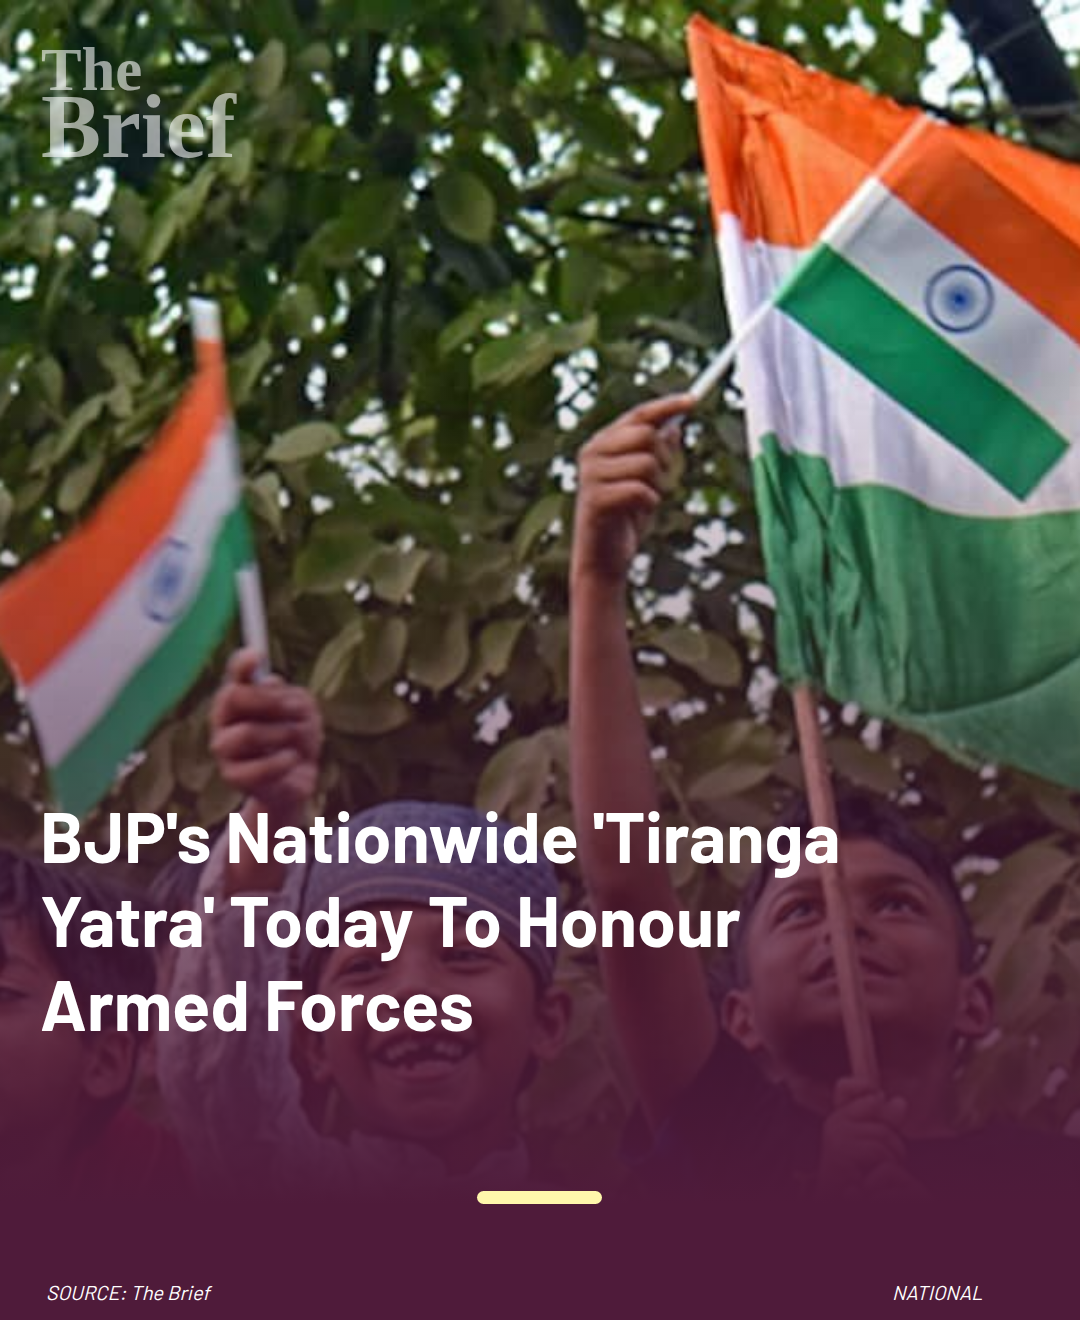 The
Brief
BJP's Nationwide 'Tiranga
Yatra' Today To Honour
Armed Forces
SOURCE: The Brief
NATIONAL